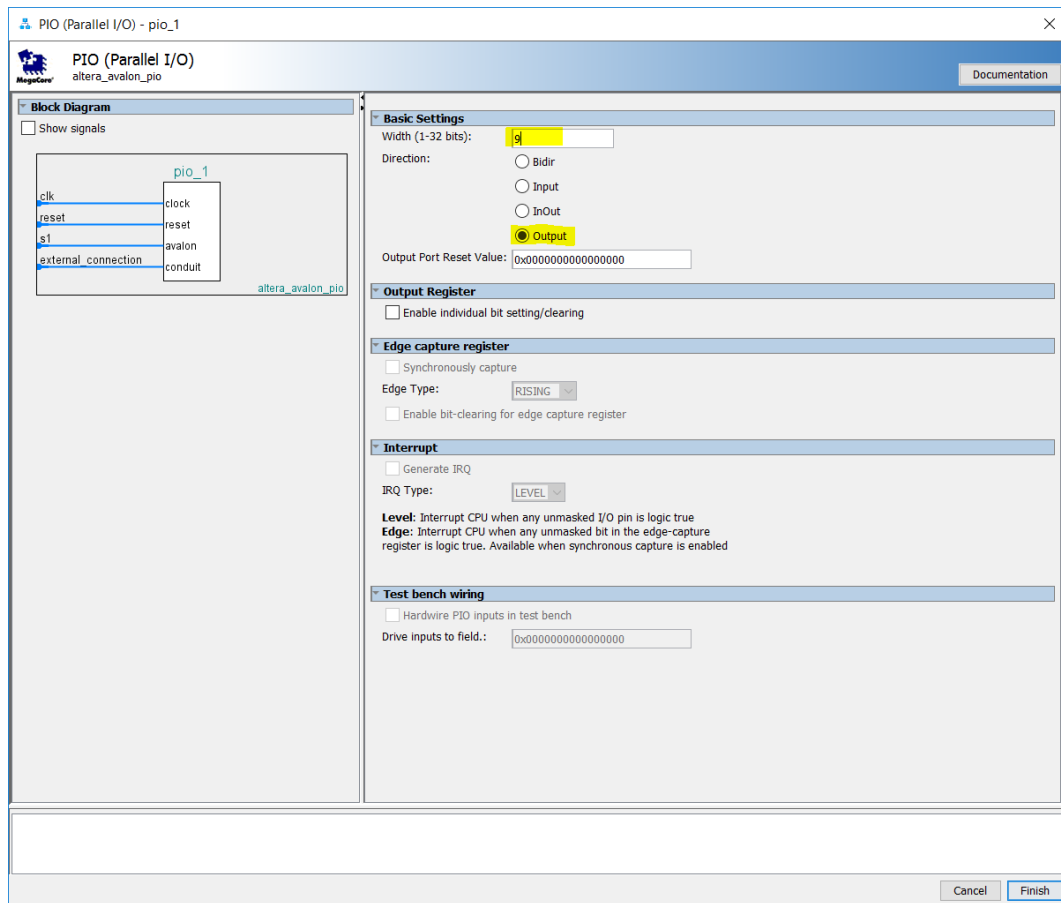 PIO (Parallel I/O) - pio_1
PIO (Parallel I/O)
altera_avalon_pio
MegaCore'
Documentation
Block Diagram
Show signals
pio_1
clk
clock
reset
reset
s1
avalon
external_connection
conduit
altera_avalon_pio
Basic Settings
Width (1-32 bits):
9
Direction:
Bidir
Input
InOut
Output
Output Port Reset Value:
0x0000000000000000
Output Register
Enable individual bit setting/clearing
Edge capture register
Synchronously capture
Edge Type:
RISING
Enable bit-clearing for edge capture register
Interrupt
Generate IRQ
IRQ Type:
LEVEL
Level: Interrupt CPU when any unmasked I/O pin is logic true
Edge: Interrupt CPU when any unmasked bit in the edge-capture
register is logic true. Available when synchronous capture is enabled
Test bench wiring
Hardwire PIO inputs in test bench
Drive inputs to field.:
0x0000000000000000
Cancel
Finish